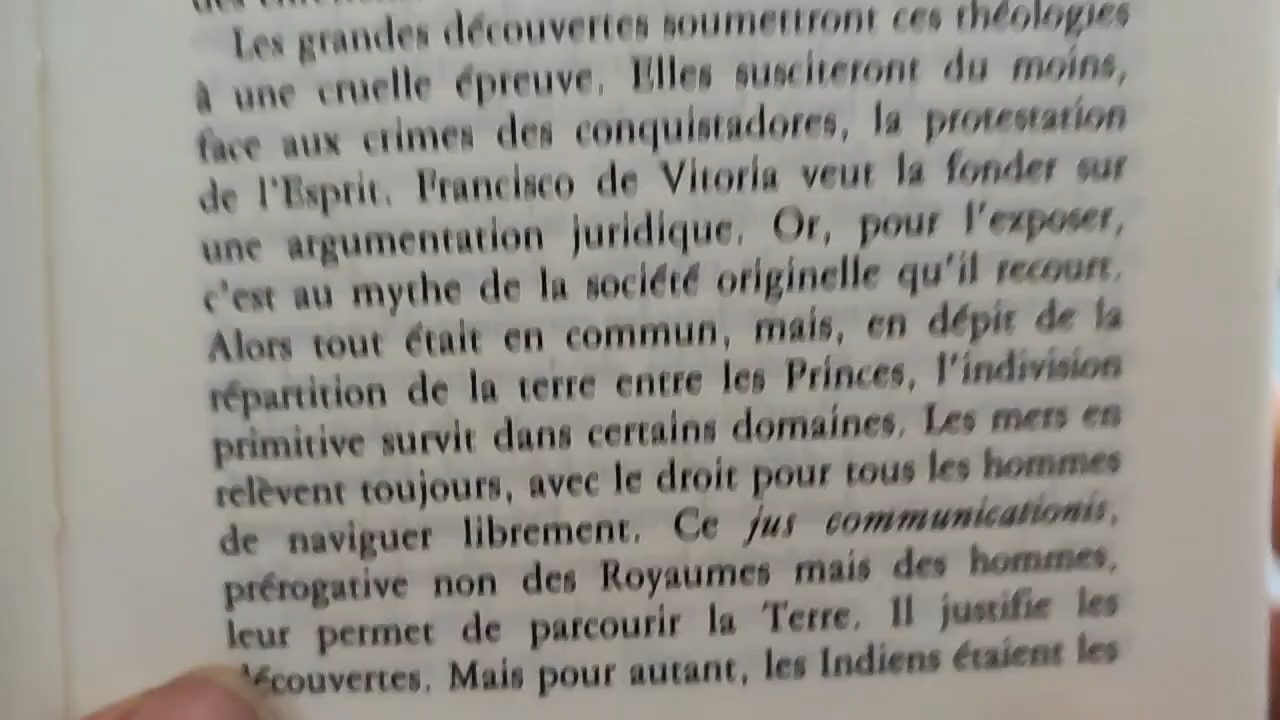 Les grandes découvertes soumettront ces théologies
à une cruelle épreuve. Elles susciteront du moins,
face aux crimes des conquistadores, la protestation
de l'Esprit. Francisco de Vitoria veut la fonder sur
une argumentation juridique. Or, pour l'exposer,
c'est au mythe de la société originelle qu'il recourt.
Alors tout était en commun, mais, en dépit de la
répartition de la terre entre les Princes, l'indivision
primitive survit dans certains domaines. Les mers en
relèvent toujours, avec le droit pour tous les hommes
de naviguer librement. Ce jus communicationis,
prérogative non des Royaumes mais des hommes,
leur permet de parcourir la Terre. Il justifie les
découvertes. Mais pour autant, les Indiens étaient les